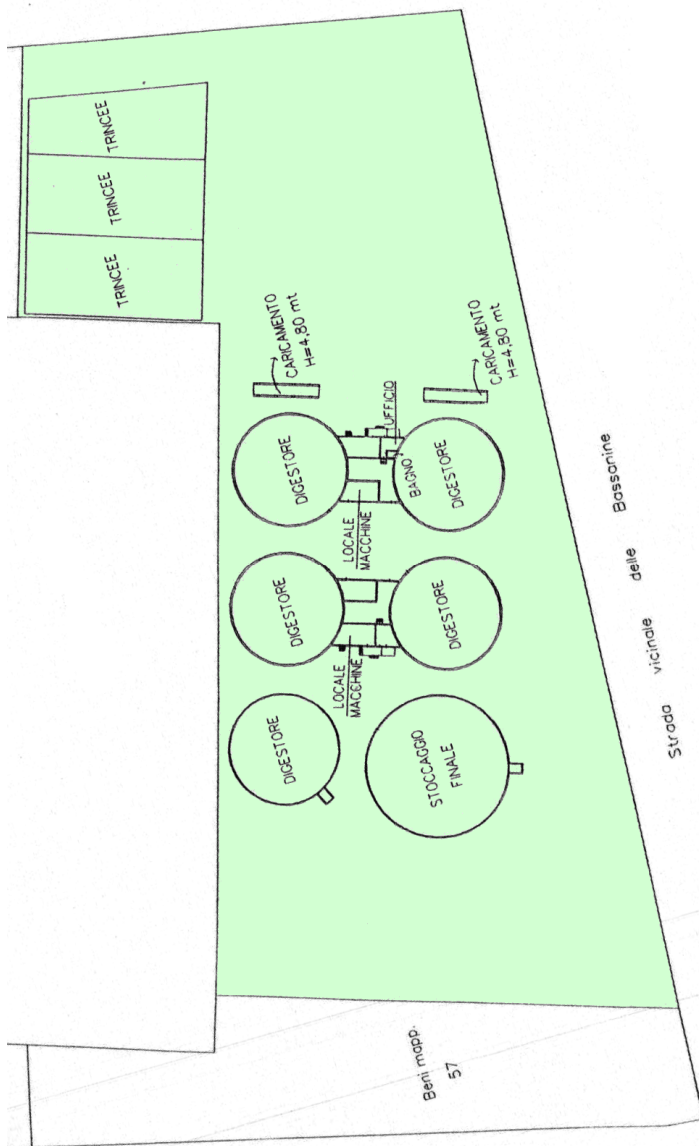 TRINCEE
TRINCEE
TRINCEE
CARICAMENTO
H=4,80 mt
CARICAMENTO
H=4,80 mt
UFFICIO
DIGESTORE
BAGNO
DIGESTORE
LOCALE
MACCHINE
DIGESTORE
DIGESTORE
LOCALE
MACCHINE
DIGESTORE
STOCCAGGIO
FINALE
Strada vicinale delle Bassanine
Beni mapp.
57